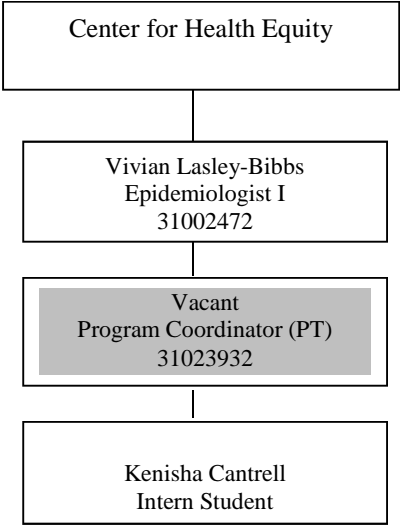 Center for Health Equity
Vivian Lasley-Bibbs
Epidemiologist I
31002472
Vacant
Program Coordinator (PT)
31023932
Kenisha Cantrell
Intern Student